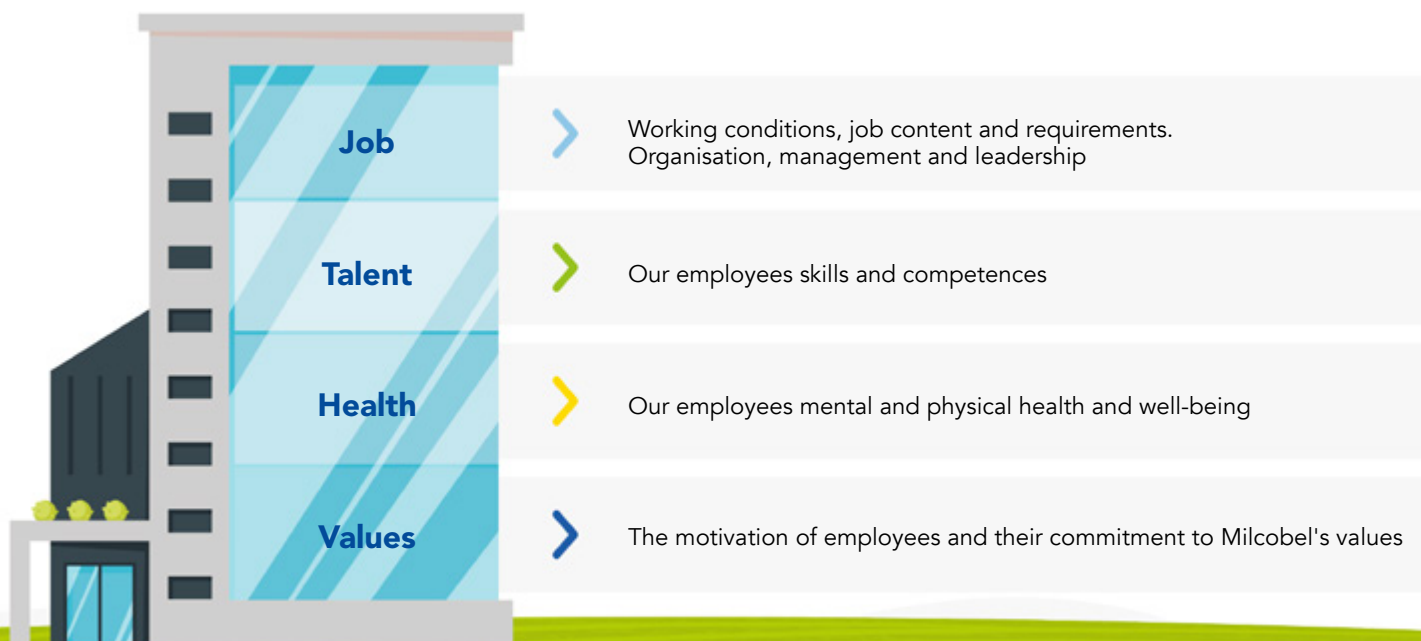 Job
Working conditions, job content and requirements.
Organisation, management and leadership
Talent
Our employees skills and competences
Health
Our employees mental and physical health and well-being
Values
The motivation of employees and their commitment to Milcobel's values